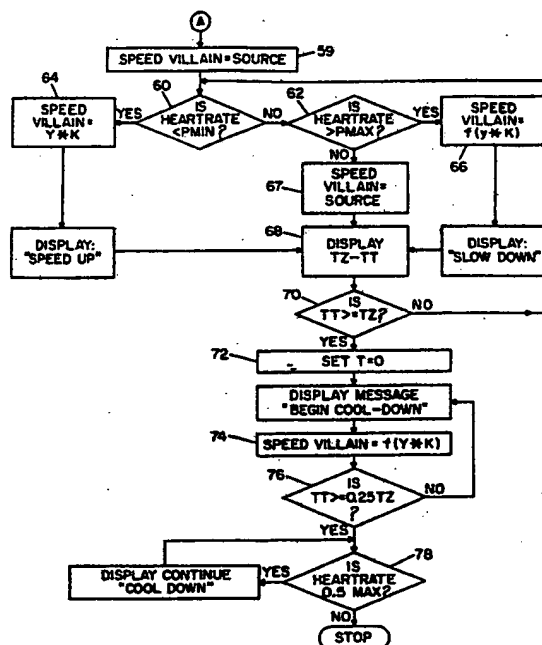 A
SPEED VILLAIN=SOURCE
59
64
SPEED
VILLAIN=
Y*K
YES
60
IS
HEARTRATE
<PMIN?
NO
62
IS
HEARTRATE
>PMAX?
YES
SPEED
VILLAIN=
f(y*K)
66
NO
67
SPEED
VILLAIN=
SOURCE
DISPLAY:
"SPEED UP"
68
DISPLAY
TZ-TT
DISPLAY:
"SLOW DOWN"
70
IS
TT>=TZ?
NO
YES
72
SET T=0
DISPLAY MESSAGE
"BEGIN COOL-DOWN"
74
SPEED VILLAIN = f(Y*K)
76
IS
TT>=0.25TZ
?
NO
YES
78
DISPLAY CONTINUE
"COOL DOWN"
YES
IS
HEARTRATE
0.5 MAX?
NO
STOP